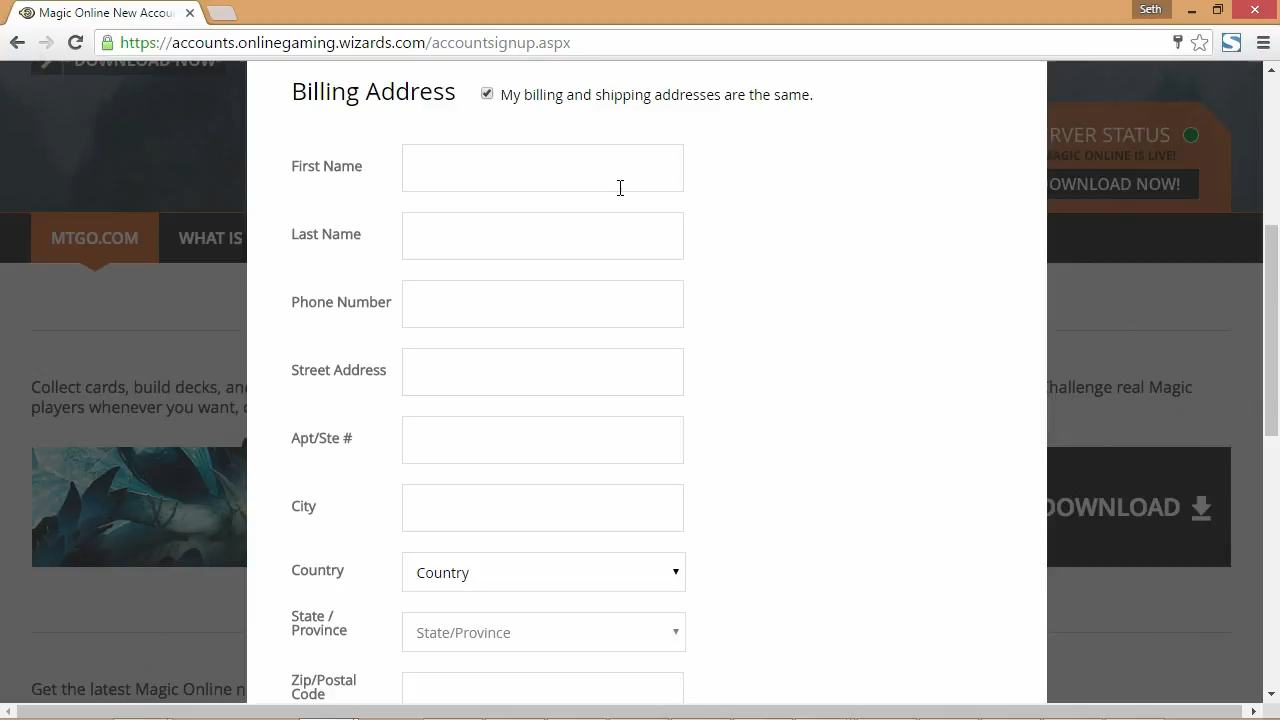 Magic Online New Accou
Seth
https://accounts.onlinegaming.wizards.com/accountsignup.aspx
DOWNLOAD NOW
Billing Address
My billing and shipping addresses are the same.
RVER STATUS
MAGIC ONLINE IS LIVE!
OWNLOAD NOW!
First Name
Last Name
MTGO.COM
WHAT IS
Phone Number
Street Address
Collect cards, build decks, an
players whenever you want,
Challenge real Magic
Apt/Ste #
City
DOWNLOAD
Country
Country
State /
Province
State/Province
Zip/Postal
Code
Get the latest Magic Online n